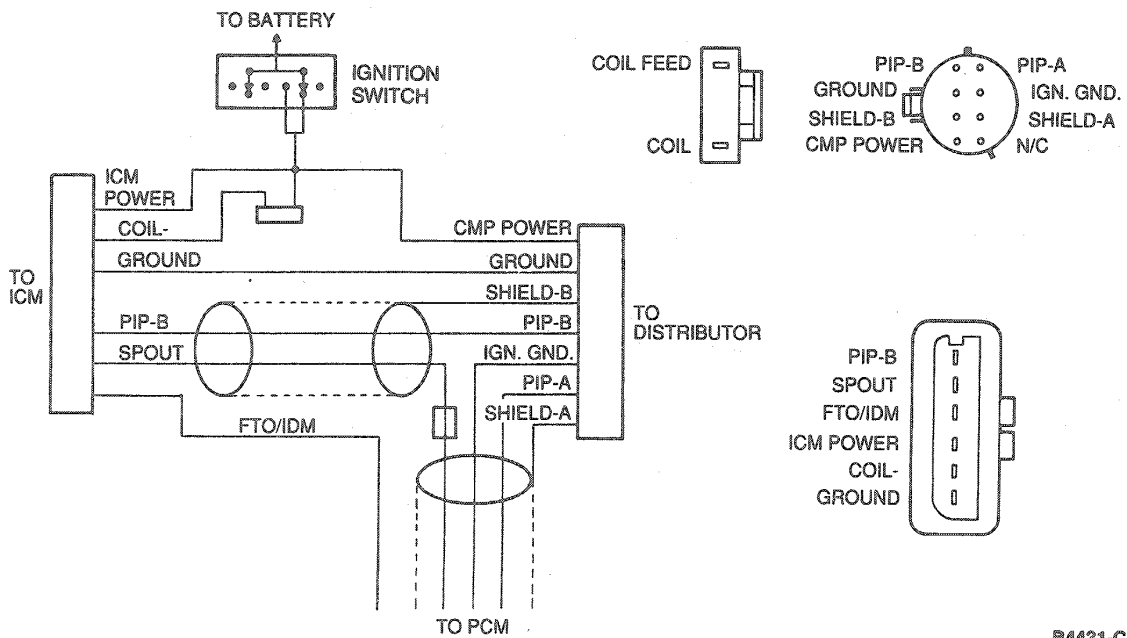 TO BATTERY
IGNITION
SWITCH
ICM
POWER
COIL-
GROUND
TO
ICM
PIP-B
SPOUT
FTO/IDM
CMP POWER
GROUND
SHIELD-B
PIP-B
IGN. GND.
PIP-A
SHIELD-A
TO
DISTRIBUTOR
TO PCM
COIL FEED
COIL
PIP-B
GROUND
SHIELD-B
CMP POWER
PIP-A
IGN. GND.
SHIELD-A
N/C
PIP-B
SPOUT
FTO/IDM
ICM POWER
COIL-
GROUND